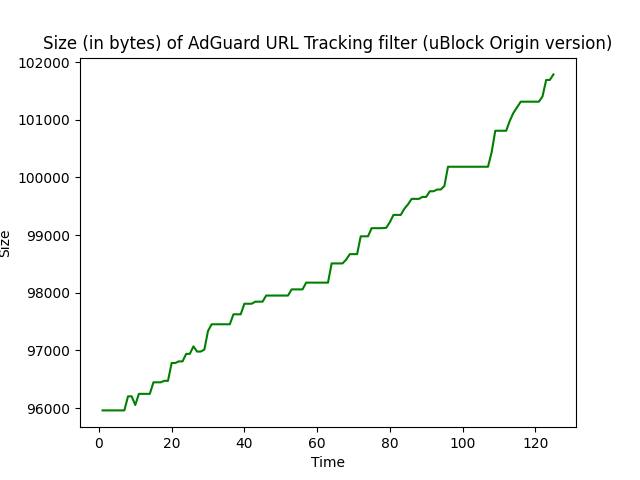 Size (in bytes) of AdGuard URL Tracking filter (uBlock Origin version)
102000
101000
100000
99000
98000
97000
96000
Size
0 20 40 60 80 100 120
Time